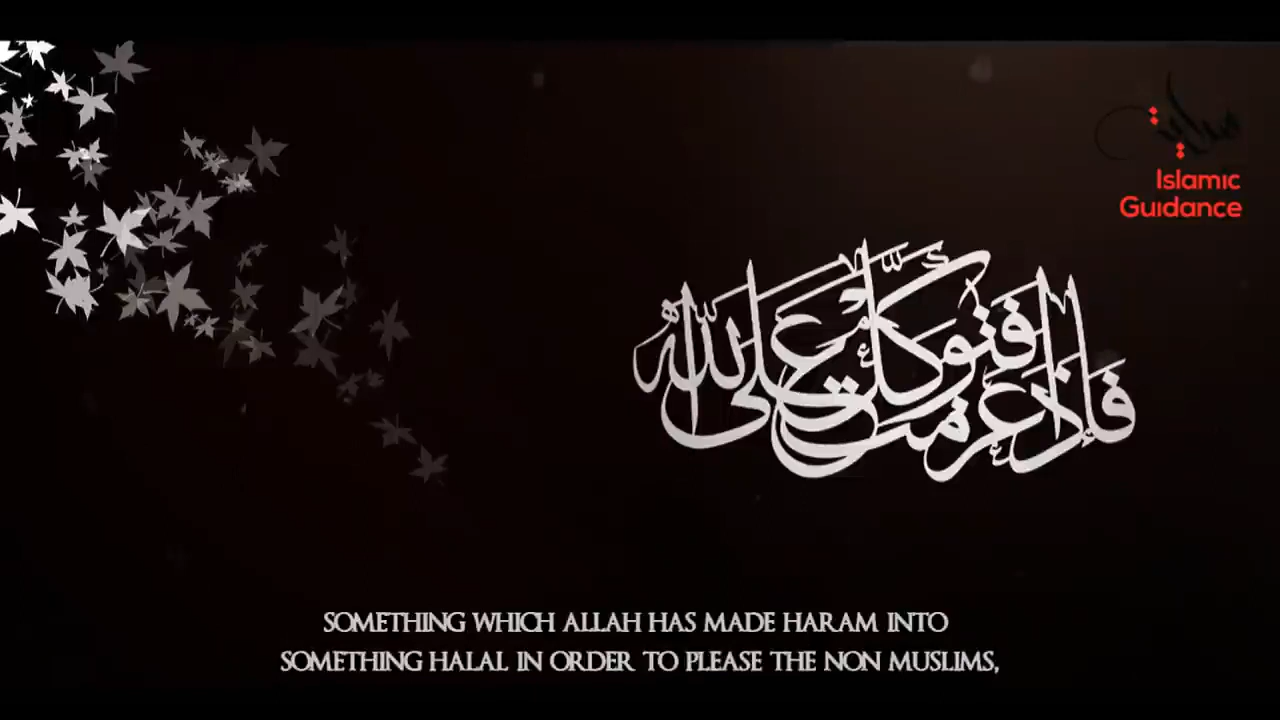 Islamic
Guidance
فإذا عزمت فتوكل على الله
SOMETHING WHICH ALLAH HAS MADE HARAM INTO
SOMETHING HALAL IN ORDER TO PLEASE THE NON MUSLIMS,